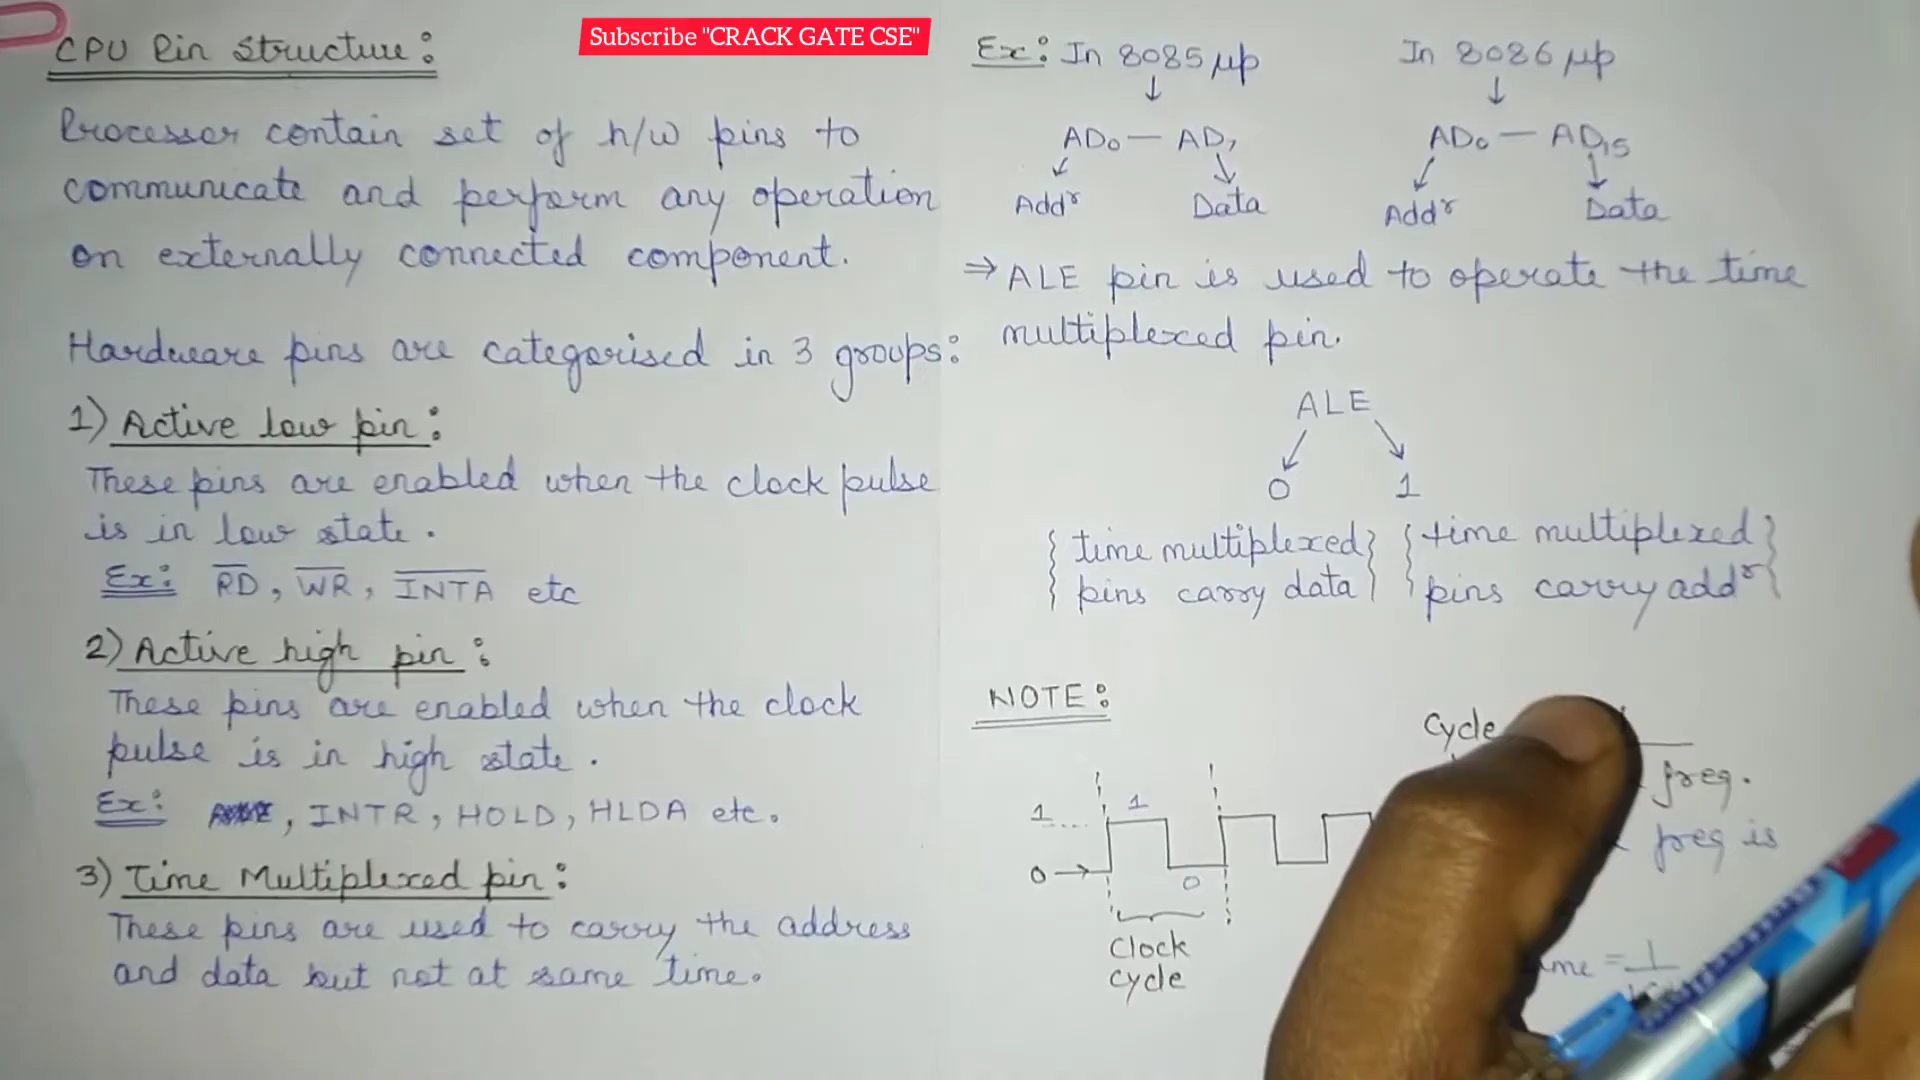 CPU Pin Structure:
Processor contain set of h/w pins to
communicate and perform any operation
on externally connected component.
Hardware pins are categorised in 3 groups:
1) Active low pin:
These pins are enabled when the clock pulse
is in low state.
Ex: R̅D̅, W̅R̅, I̅N̅T̅A̅ etc
2) Active high pin:
These pins are enabled when the clock
pulse is in high state.
Ex: , INTR, HOLD, HLDA etc.
3) Time Multiplexed pin:
These pins are used to carry the address
and data but not at same time.
Subscribe "CRACK GATE CSE"
Ex: In 8085 μp In 8086 μp
↓ ↓
AD₀ — AD₇ AD₀ — AD₁₅
Addʳ Data Addʳ Data
⇒ ALE pin is used to operate the time
multiplexed pin.
ALE
0 1
{time multiplexed} {time multiplexed}
{pins carry data} {pins carry addʳ}
NOTE:
Cycle
freq.
1 1
freq is
0 →
0
Clock
cycle
= 1